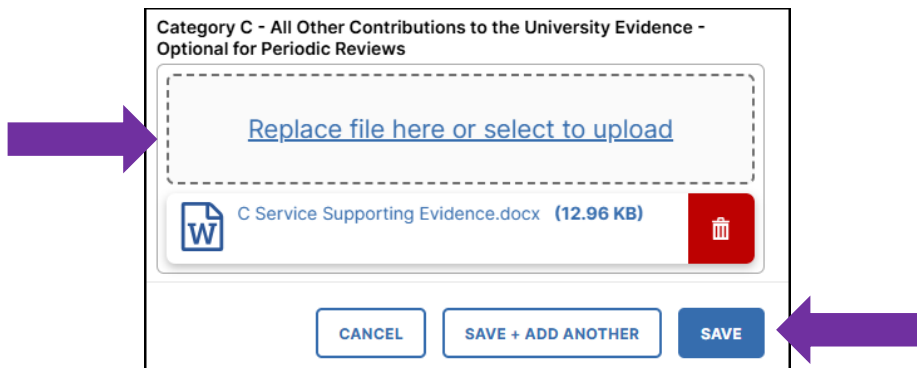 Category C - All Other Contributions to the University Evidence -
Optional for Periodic Reviews
Replace file here or select to upload
W
C Service Supporting Evidence.docx (12.96 KB)
CANCEL SAVE + ADD ANOTHER SAVE